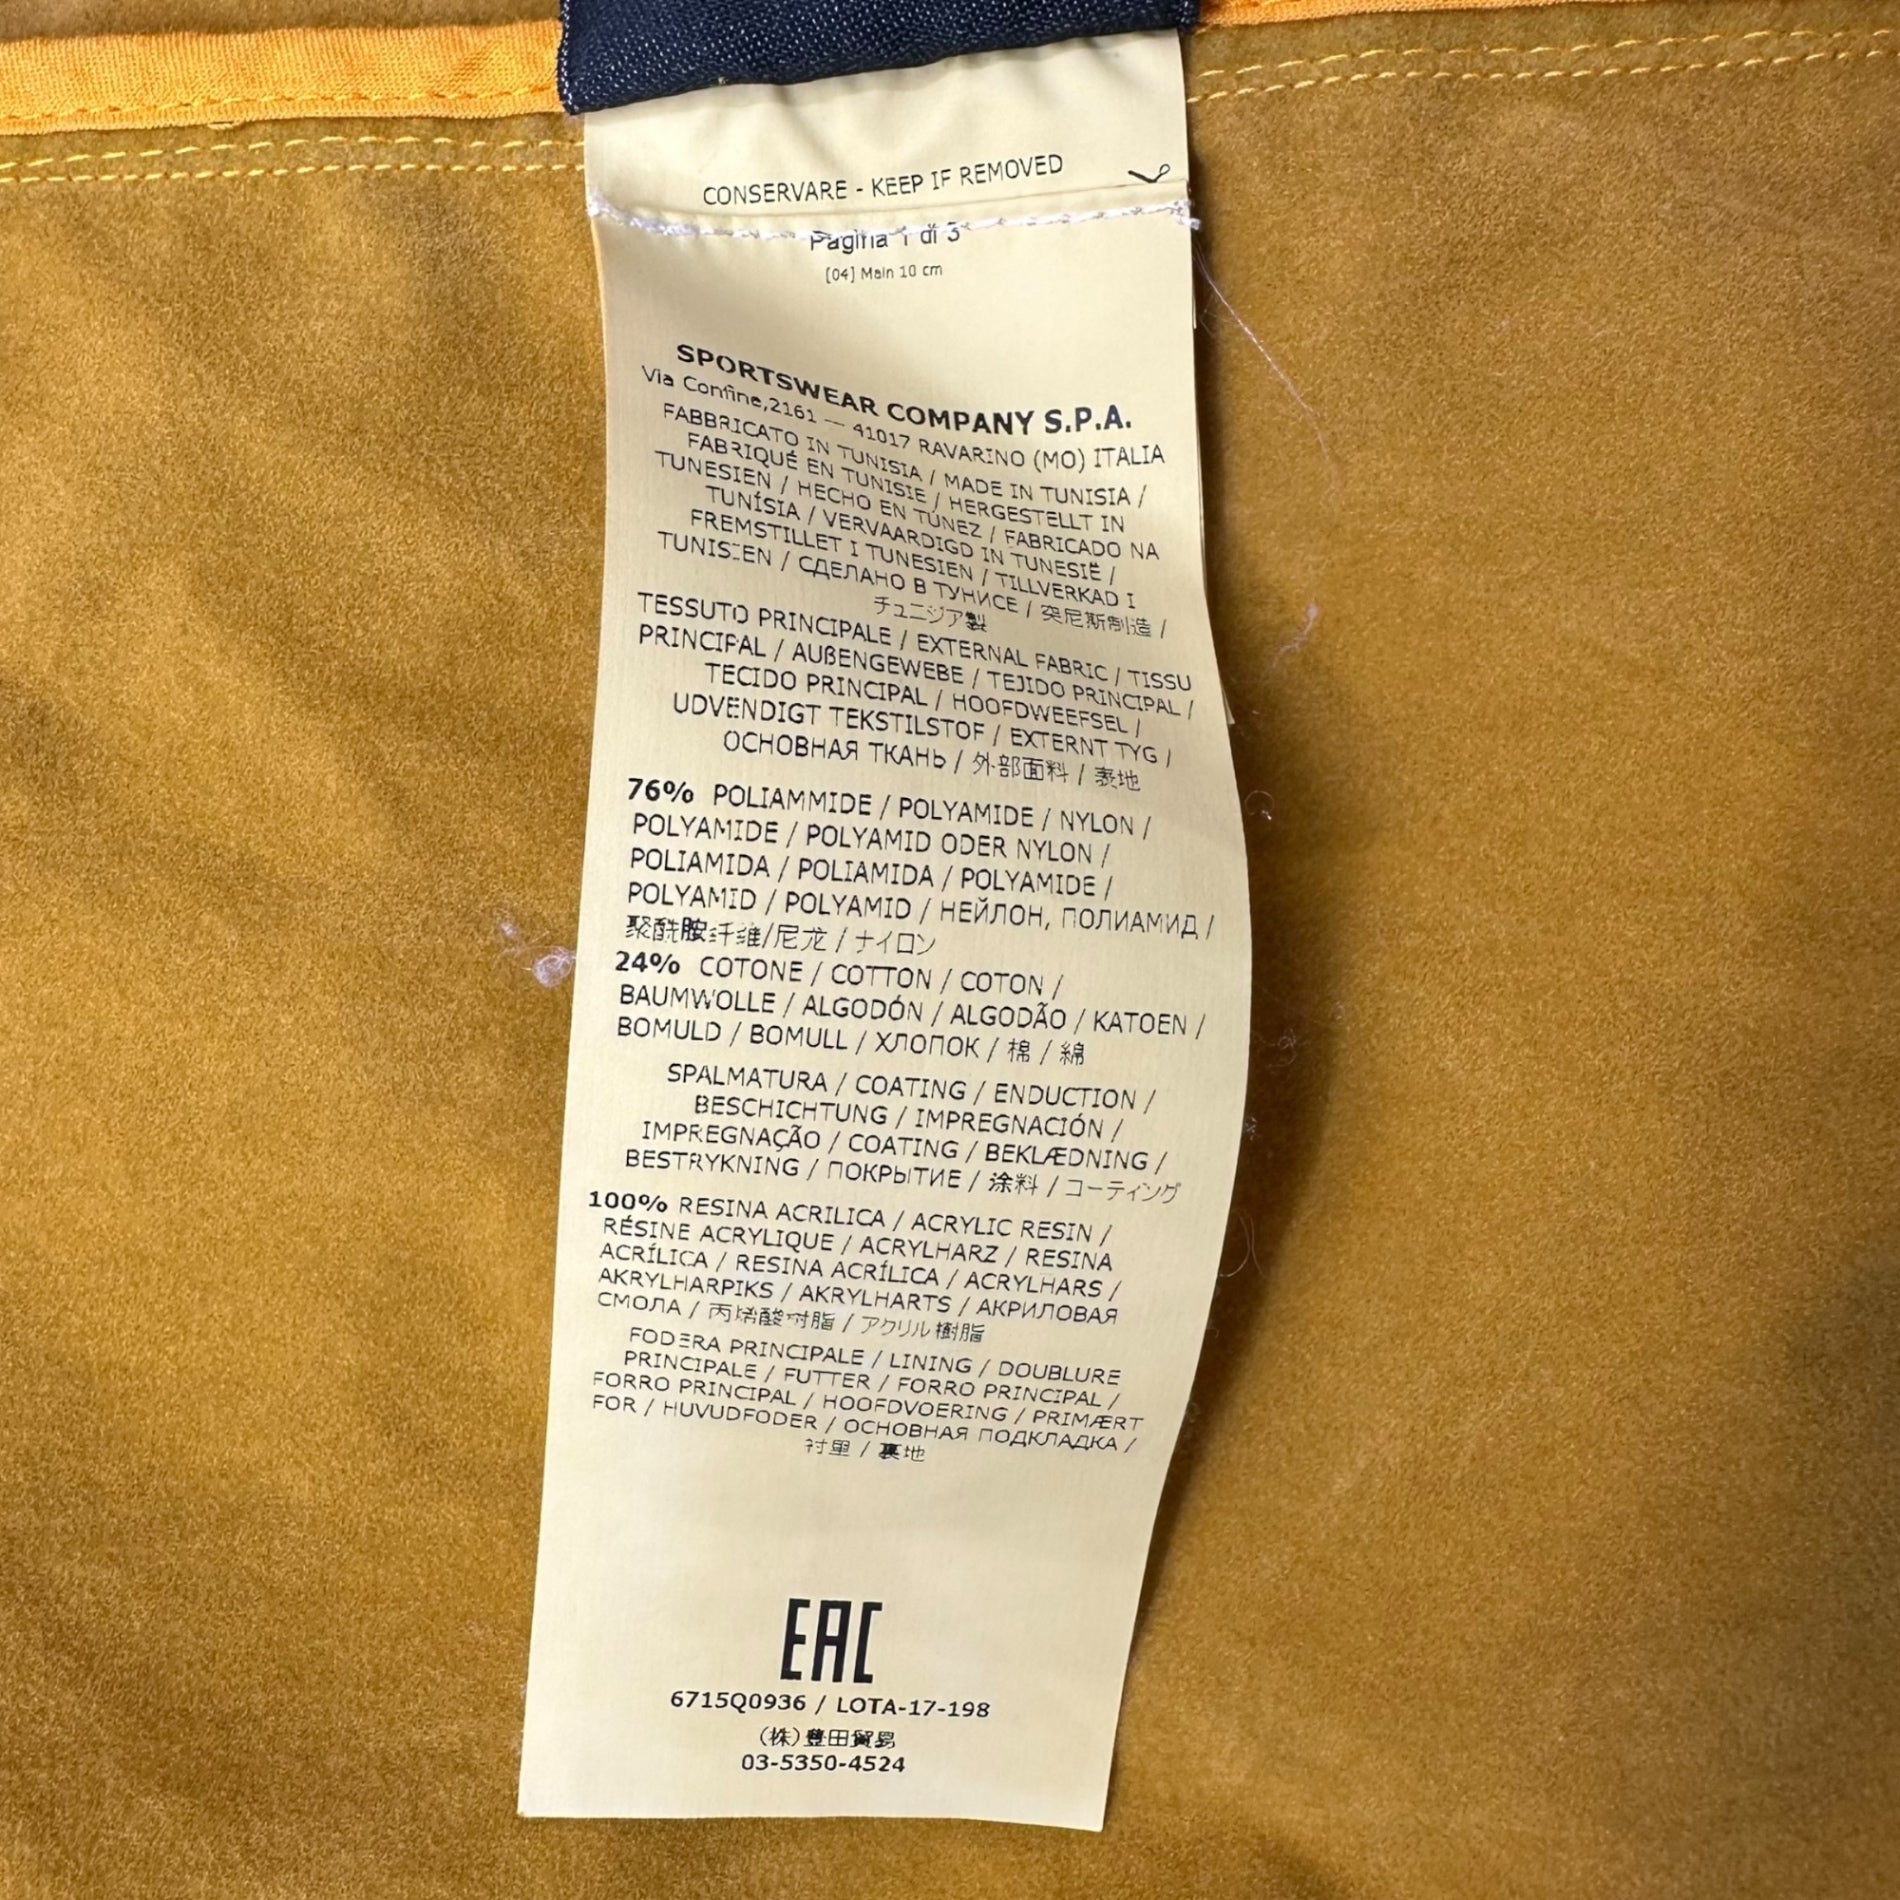 CONSERVARE - KEEP IF REMOVED
Pagina 1 di 3
[04] Main 10 cm
SPORTSWEAR COMPANY S.P.A.
Via Confine,2161 — 41017 RAVARINO (MO) ITALIA
FABBRICATO IN TUNISIA / MADE IN TUNISIA /
FABRIQUÉ EN TUNISIE / HERGESTELLT IN
TUNESIEN / HECHO EN TÚNEZ / FABRICADO NA
TUNÍSIA / VERVAARDIGD IN TUNESIË /
FREMSTILLET I TUNESIEN / TILLVERKAD I
TUNISIEN / СДЕЛАНО В ТУНИСЕ / 突尼斯制造 /
チュニジア製
TESSUTO PRINCIPALE / EXTERNAL FABRIC / TISSU
PRINCIPAL / AUßENGEWEBE / TEJIDO PRINCIPAL /
TECIDO PRINCIPAL / HOOFDWEEFSEL /
UDVENDIGT TEKSTILSTOF / EXTERNT TYG /
ОСНОВНАЯ ТКАНЬ / 外部面料 / 表地
76% POLIAMMIDE / POLYAMIDE / NYLON /
POLYAMIDE / POLYAMID ODER NYLON /
POLIAMIDA / POLIAMIDA / POLYAMIDE /
POLYAMID / POLYAMID / НЕЙЛОН, ПОЛИАМИД /
聚酰胺纤维/尼龙 / ナイロン
24% COTONE / COTTON / COTON /
BAUMWOLLE / ALGODÓN / ALGODÃO / KATOEN /
BOMULD / BOMULL / ХЛОПОК / 棉 / 綿
SPALMATURA / COATING / ENDUCTION /
BESCHICHTUNG / IMPREGNACIÓN /
IMPREGNAÇÃO / COATING / BEKLÆDNING /
BESTRYKNING / ПОКРЫТИЕ / 涂料 / コーティング
100% RESINA ACRILICA / ACRYLIC RESIN /
RÉSINE ACRYLIQUE / ACRYLHARZ / RESINA
ACRÍLICA / RESINA ACRÍLICA / ACRYLHARS /
AKRYLHARPIKS / AKRYLHARTS / АКРИЛОВАЯ
СМОЛА / 丙烯酸树脂 / アクリル樹脂
FODERA PRINCIPALE / LINING / DOUBLURE
PRINCIPALE / FUTTER / FORRO PRINCIPAL /
FORRO PRINCIPAL / HOOFDVOERING / PRIMÆRT
FOR / HUVUDFODER / ОСНОВНАЯ ПОДКЛАДКА /
衬里 / 裏地
EAC
6715Q0936 / LOTA-17-198
(株)豊田貿易
03-5350-4524